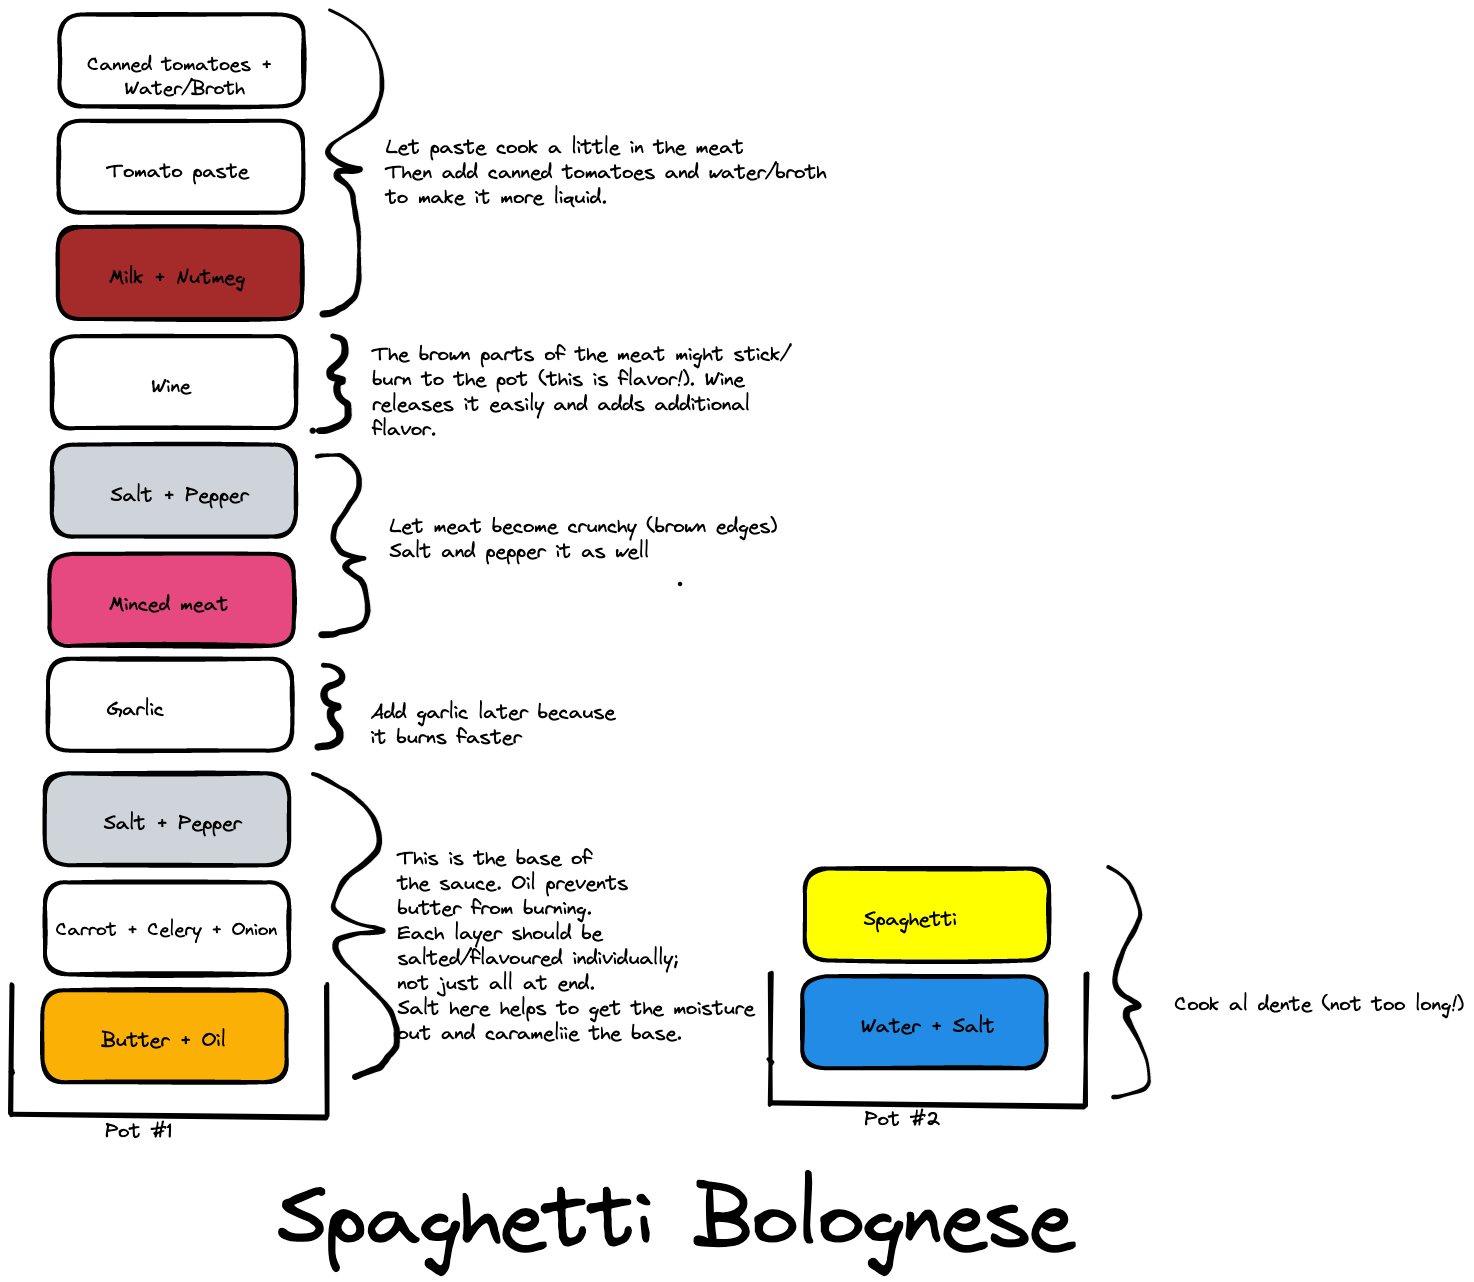 Canned tomatoes +
Water/Broth
Tomato paste
Milk + Nutmeg
Let paste cook a little in the meat
Then add canned tomatoes and water/broth
to make it more liquid.
Wine
The brown parts of the meat might stick/
burn to the pot (this is flavor!). Wine
releases it easily and adds additional
flavor.
Salt + Pepper
Minced meat
Let meat become crunchy (brown edges)
Salt and pepper it as well
Garlic
Add garlic later because
it burns faster
Salt + Pepper
Carrot + Celery + Onion
Butter + Oil
This is the base of
the sauce. Oil prevents
butter from burning.
Each layer should be
salted/flavoured individually;
not just all at end.
Salt here helps to get the moisture
out and carameliie the base.
Pot #1
Spaghetti
Water + Salt
Cook al dente (not too long!)
Pot #2
Spaghetti Bolognese